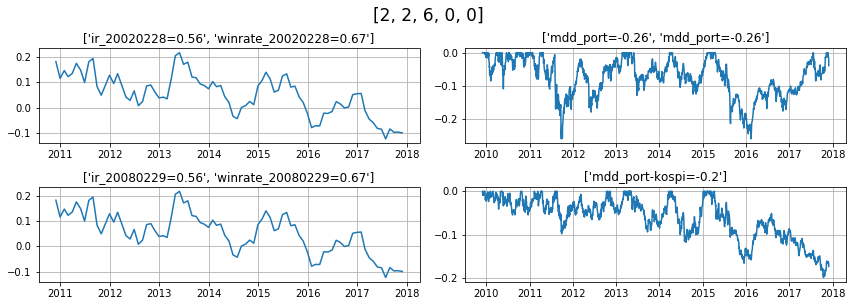 [2, 2, 6, 0, 0]
['ir_20020228=0.56', 'winrate_20020228=0.67']
0.2
0.1
0.0
−0.1
2011 2012 2013 2014 2015 2016 2017 2018
['mdd_port=-0.26', 'mdd_port=-0.26']
0.0
−0.1
−0.2
2010 2011 2012 2013 2014 2015 2016 2017 2018
['ir_20080229=0.56', 'winrate_20080229=0.67']
0.2
0.1
0.0
−0.1
2011 2012 2013 2014 2015 2016 2017 2018
['mdd_port-kospi=-0.2']
0.0
−0.1
−0.2
2010 2011 2012 2013 2014 2015 2016 2017 2018